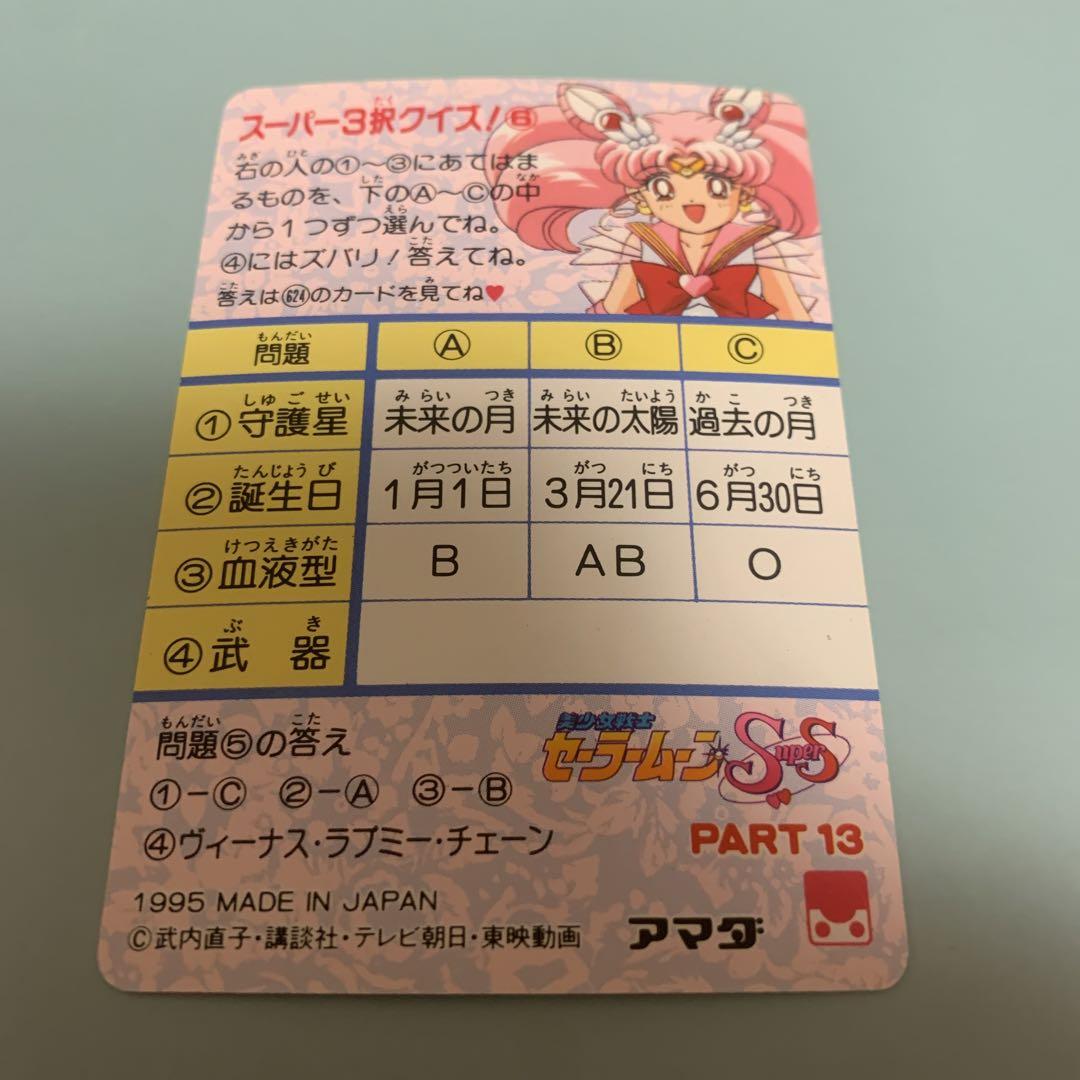 スーパー3択クイズ!⑥
右の人の①〜③にあてはま
るものを、下のⒶ〜Ⓒの中
から1つずつ選んでね。
④にはズバリ!答えてね。
答えは624のカードを見てね♥
問題 Ⓐ Ⓑ Ⓒ
①守護星 未来の月 未来の太陽 過去の月
②誕生日 1月1日 3月21日 6月30日
③血液型 B AB O
④武器
問題⑤の答え
①-Ⓒ ②-Ⓐ ③-Ⓑ
④ヴィーナス・ラブミー・チェーン
美少女戦士
セーラームーン SuperS
PART 13
1995 MADE IN JAPAN
Ⓒ武内直子・講談社・テレビ朝日・東映動画
アマダ